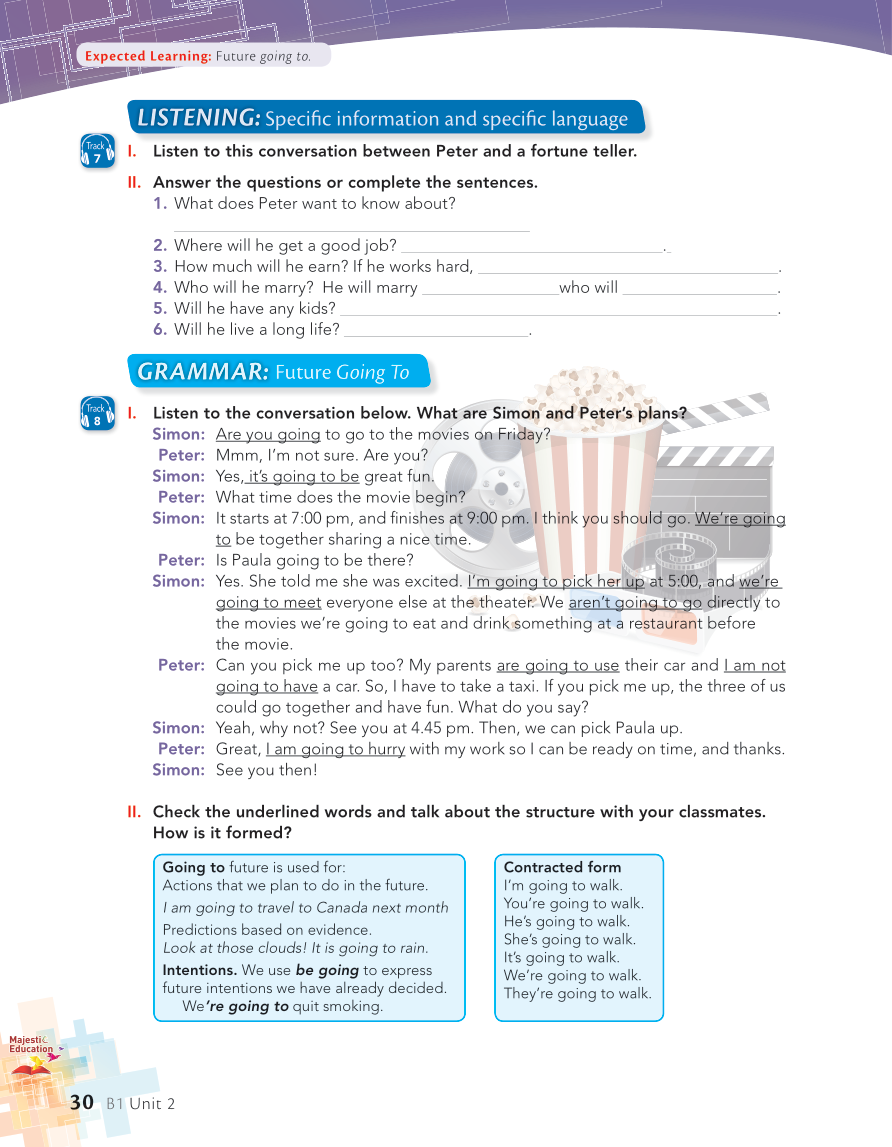 Expected Learning: Future going to.
LISTENING: Specific information and specific language
Track
7
I. Listen to this conversation between Peter and a fortune teller.
II. Answer the questions or complete the sentences.
1. What does Peter want to know about?
2. Where will he get a good job? ____.
3. How much will he earn? If he works hard, ____.
4. Who will he marry? He will marry ____ who will ____.
5. Will he have any kids? ____.
6. Will he live a long life? ____.
GRAMMAR: Future Going To
Track
8
I. Listen to the conversation below. What are Simon and Peter's plans?
Simon: Are you going to go to the movies on Friday?
Peter: Mmm, I'm not sure. Are you?
Simon: Yes, it's going to be great fun.
Peter: What time does the movie begin?
Simon: It starts at 7:00 pm, and finishes at 9:00 pm. I think you should go. We're going
to be together sharing a nice time.
Peter: Is Paula going to be there?
Simon: Yes. She told me she was excited. I'm going to pick her up at 5:00, and we're
going to meet everyone else at the theater. We aren't going to go directly to
the movies we're going to eat and drink something at a restaurant before
the movie.
Peter: Can you pick me up too? My parents are going to use their car and I am not
going to have a car. So, I have to take a taxi. If you pick me up, the three of us
could go together and have fun. What do you say?
Simon: Yeah, why not? See you at 4.45 pm. Then, we can pick Paula up.
Peter: Great, I am going to hurry with my work so I can be ready on time, and thanks.
Simon: See you then!
II. Check the underlined words and talk about the structure with your classmates.
How is it formed?
Going to future is used for:
Actions that we plan to do in the future.
I am going to travel to Canada next month
Predictions based on evidence.
Look at those clouds! It is going to rain.
Intentions. We use be going to express
future intentions we have already decided.
We're going to quit smoking.
Contracted form
I'm going to walk.
You're going to walk.
He's going to walk.
She's going to walk.
It's going to walk.
We're going to walk.
They're going to walk.
Majestic
Education
30 B1 Unit 2